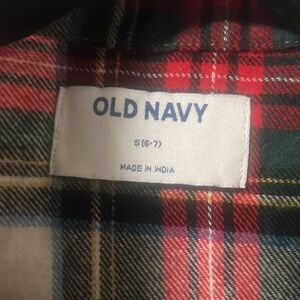 OLD NAVY
S (6-7)
MADE IN INDIA